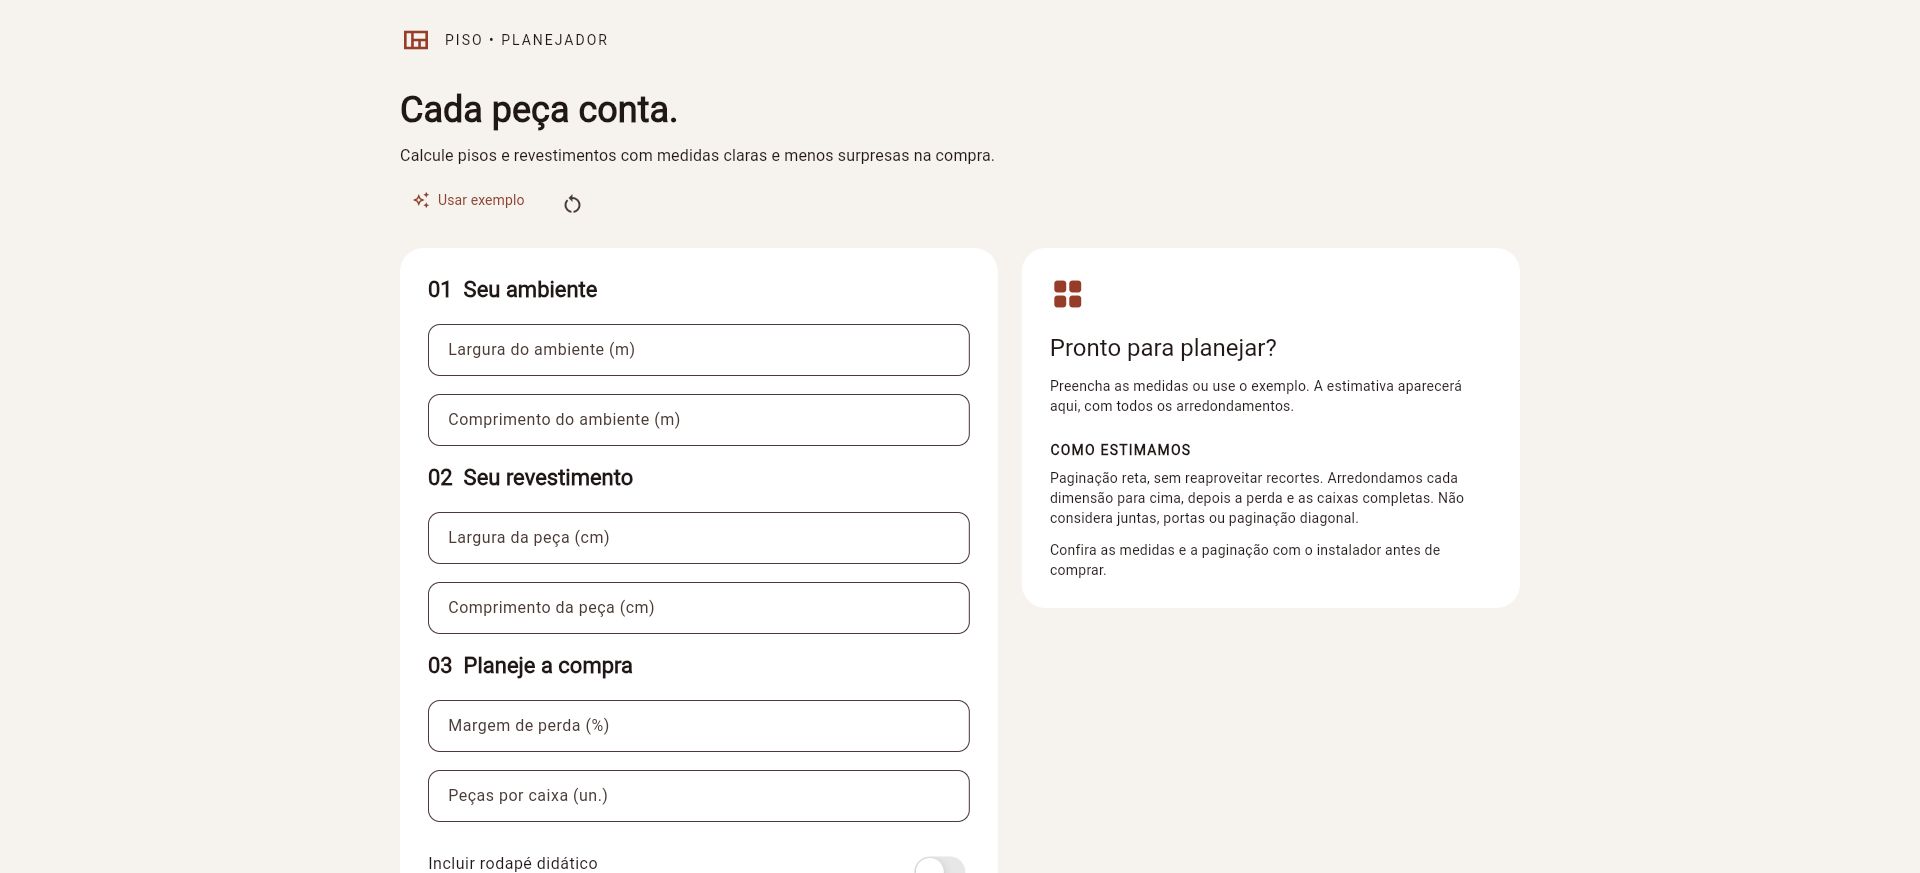 PISO • PLANEJADOR
Cada peça conta.
Calcule pisos e revestimentos com medidas claras e menos surpresas na compra.
Usar exemplo
01 Seu ambiente
Largura do ambiente (m)
Comprimento do ambiente (m)
02 Seu revestimento
Largura da peça (cm)
Comprimento da peça (cm)
03 Planeje a compra
Margem de perda (%)
Peças por caixa (un.)
Incluir rodapé didático
Pronto para planejar?
Preencha as medidas ou use o exemplo. A estimativa aparecerá
aqui, com todos os arredondamentos.
COMO ESTIMAMOS
Paginação reta, sem reaproveitar recortes. Arredondamos cada
dimensão para cima, depois a perda e as caixas completas. Não
considera juntas, portas ou paginação diagonal.
Confira as medidas e a paginação com o instalador antes de
comprar.